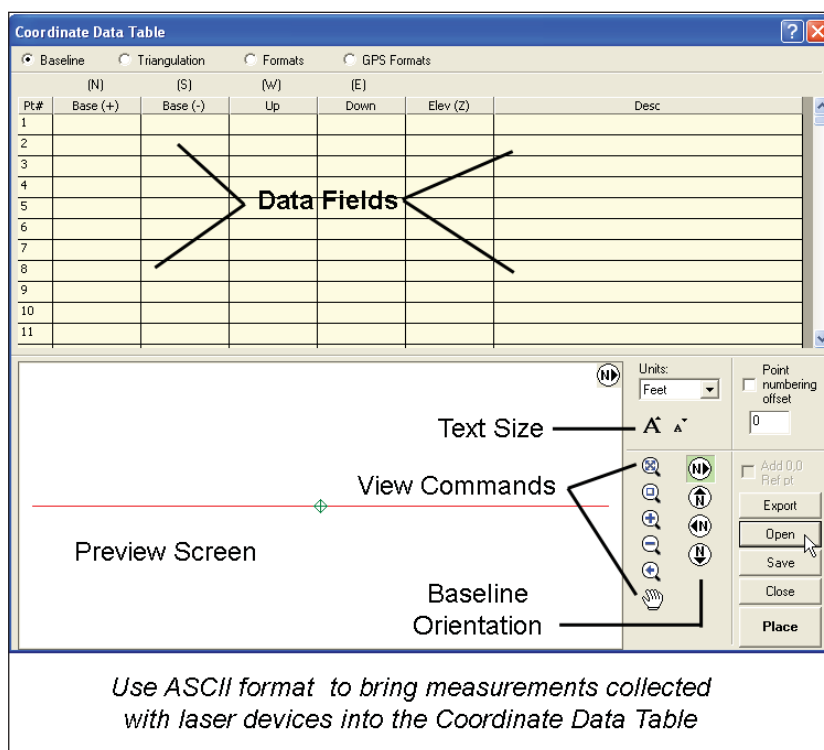 Coordinate Data Table
Baseline Triangulation Formats GPS Formats
(N) (S) (W) (E)
Pt# Base (+) Base (-) Up Down Elev (Z) Desc
1
2
3
4
5
6
7
8
9
10
11
Data Fields
N
Units:
Feet
Point
numbering
offset
0
Text Size
A A
View Commands
N
N
N
N
Add 0,0
Ref pt
Export
Open
Save
Close
Place
Preview Screen
Baseline
Orientation
Use ASCII format to bring measurements collected
with laser devices into the Coordinate Data Table